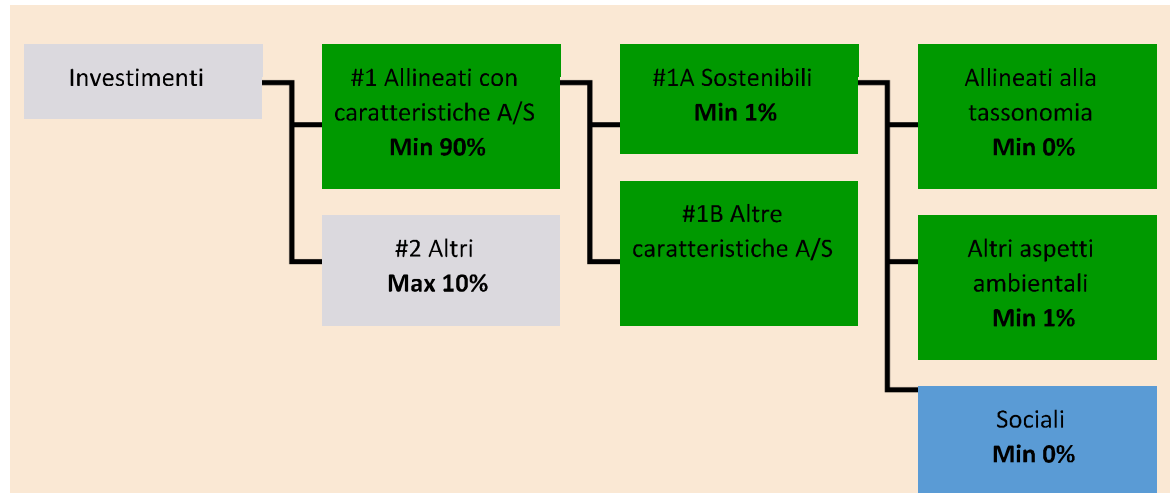 Investimenti
#1 Allineati con
caratteristiche A/S
Min 90%
#2 Altri
Max 10%
#1A Sostenibili
Min 1%
#1B Altre
caratteristiche A/S
Allineati alla
tassonomia
Min 0%
Altri aspetti
ambientali
Min 1%
Sociali
Min 0%